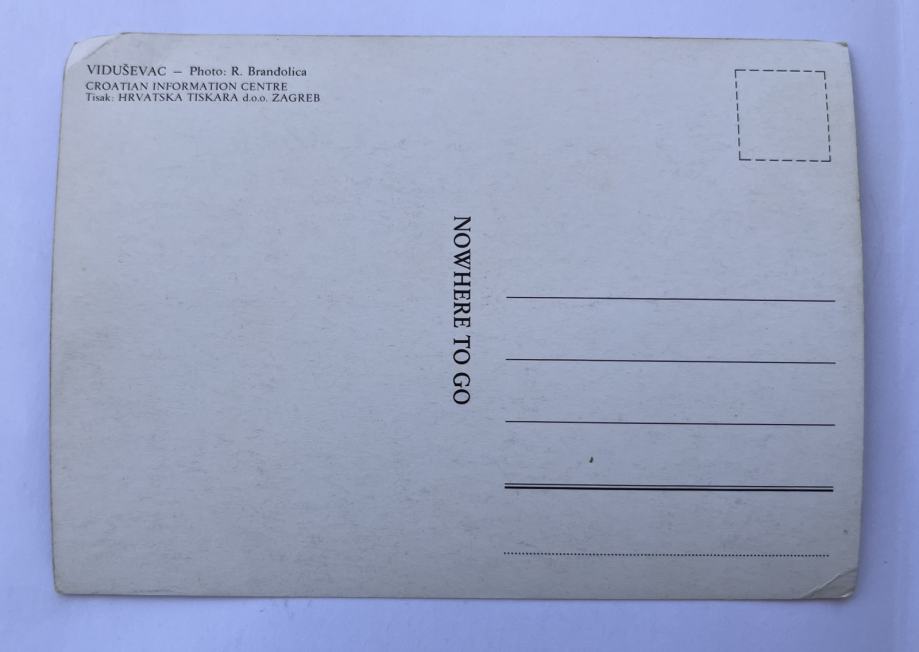 VIDUŠEVAC – Photo: R. Brandolica
CROATIAN INFORMATION CENTRE
Tisak: HRVATSKA TISKARA d.o.o. ZAGREB
NOWHERE TO GO